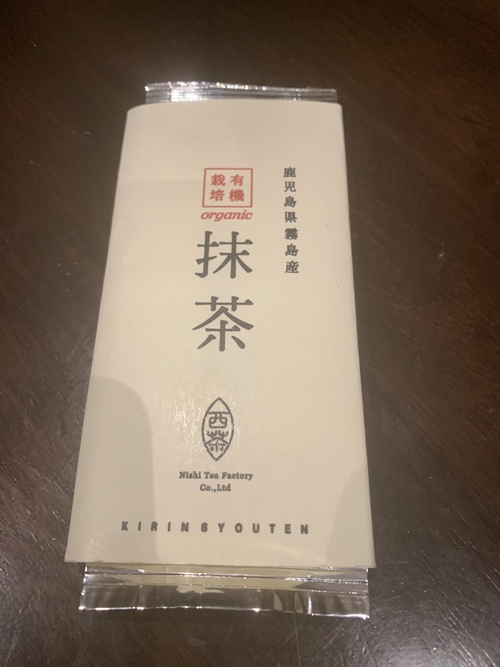 鹿児島県霧島産
有機
栽培
organic
抹茶
西茶
Nishi Tea Factory
Co.,Ltd
KIRINSYOUTEN